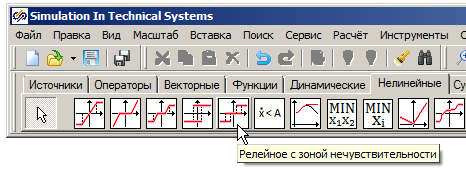 Simulation In Technical Systems
Файл Правка Вид Масштаб Вставка Поиск Сервис Расчёт Инструменты
Источники Операторы Векторные Функции Динамические Нелинейные
ẋ<A MIN X1X2 MIN Xi
Релейное с зоной нечувствительности